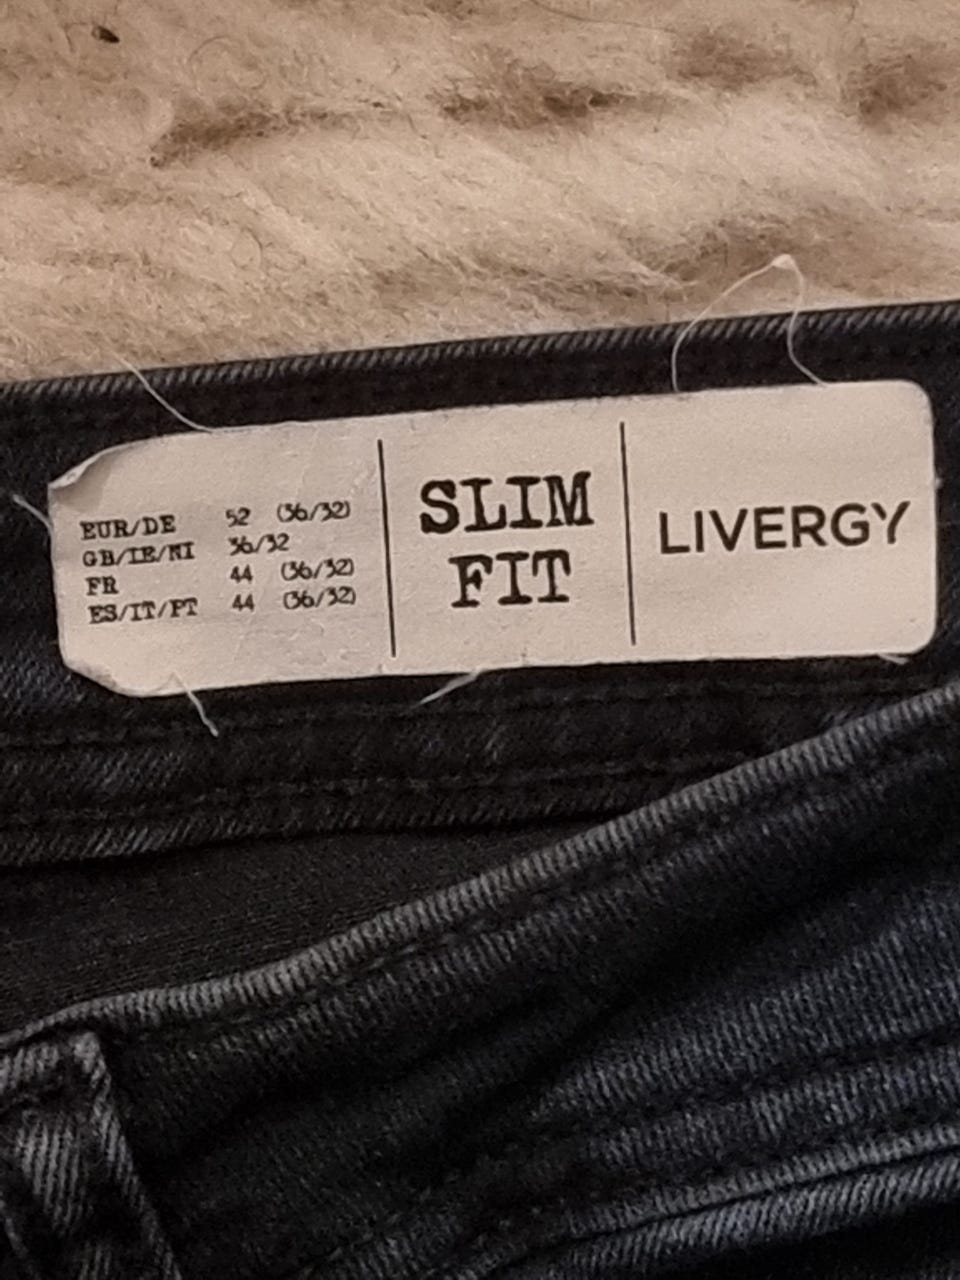 EUR/DE 52 (36/32)
GB/IE/NI 36/32
FR 44 (36/32)
ES/IT/PT 44 (36/32)
SLIM
FIT
LIVERGY